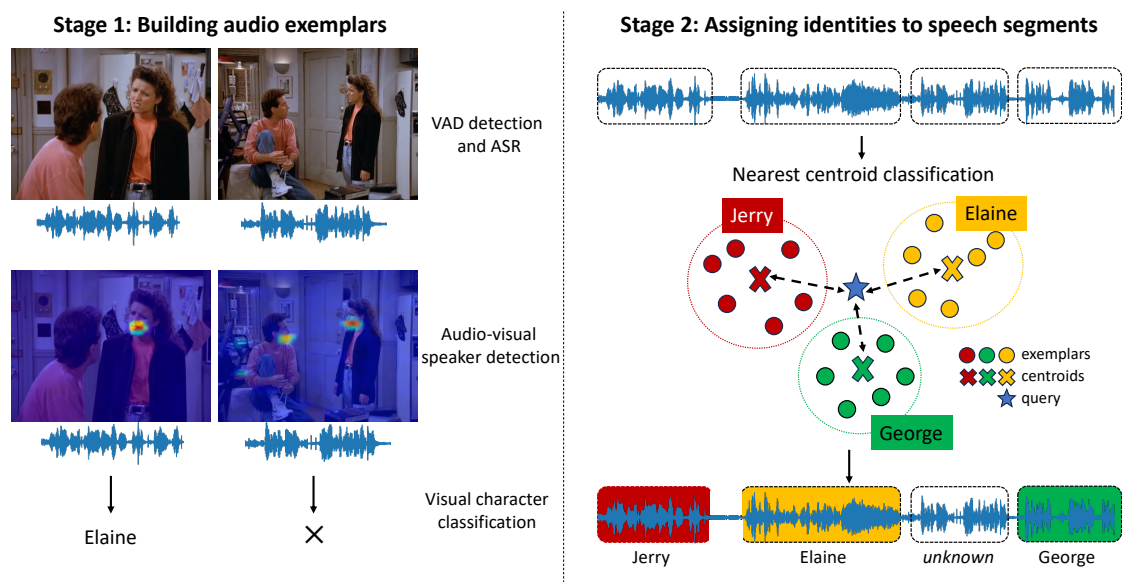 Stage 1: Building audio exemplars
VAD detection
and ASR
Audio-visual
speaker detection
Visual character
classification
Elaine
Stage 2: Assigning identities to speech segments
Nearest centroid classification
Jerry
Elaine
George
exemplars
centroids
query
Jerry
Elaine
unknown
George